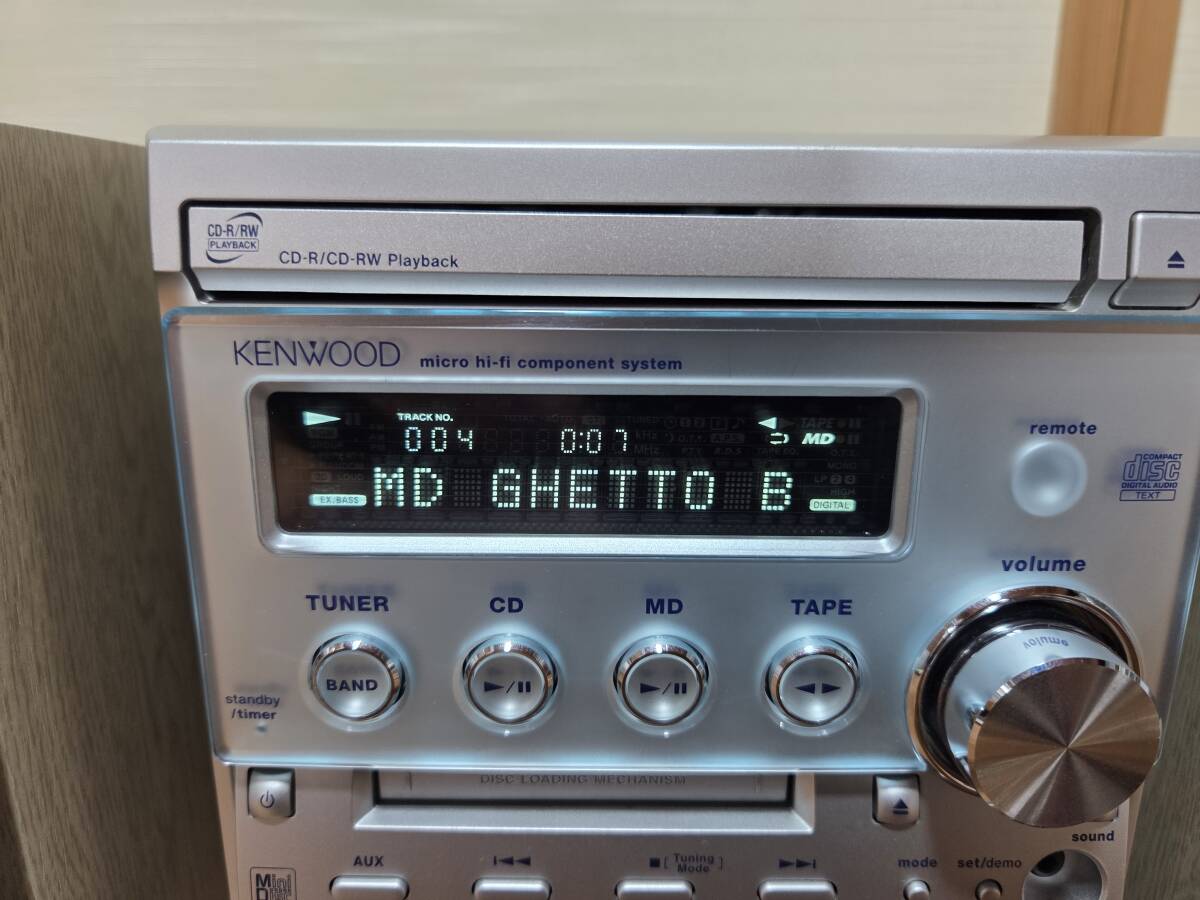 CD-R/RW
PLAYBACK
CD-R/CD-RW Playback
KENWOOD micro hi-fi component system
TRACK NO.
004 0:07
TAPE
MD
MD GHETTO B
EX.BASS
DIGITAL
remote
COMPACT
disc
DIGITAL AUDIO
TEXT
volume
TUNER CD MD TAPE
BAND
volume
standby
/timer
DISC LOADING MECHANISM
sound
AUX
[ Tuning
Mode ]
mode set/demo